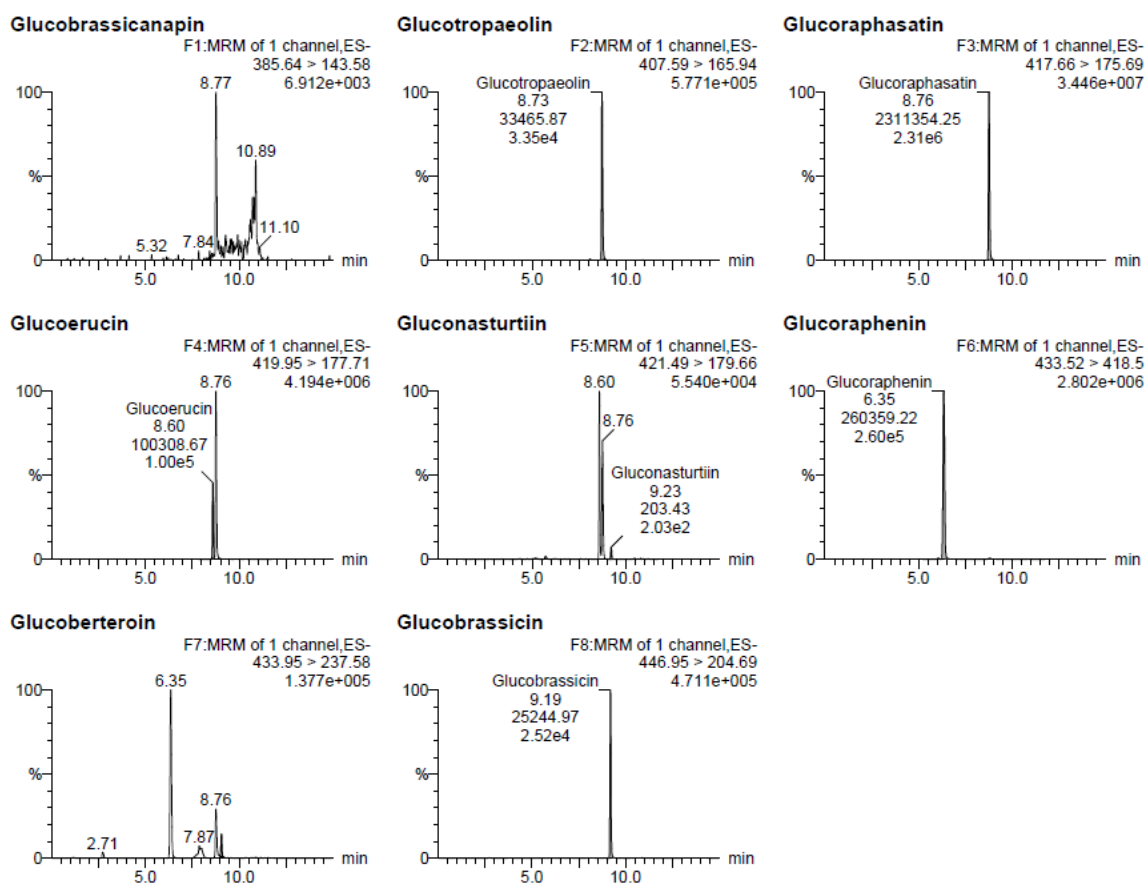 Glucobrassicanapin
F1:MRM of 1 channel,ES-
385.64 > 143.58
6.912e+003
8.77
10.89
11.10
7.84
5.32
100
%
0
min
5.0
10.0
Glucotropaeolin
F2:MRM of 1 channel,ES-
407.59 > 165.94
5.771e+005
Glucotropaeolin
8.73
33465.87
3.35e4
100
%
0
min
5.0
10.0
Glucoraphasatin
F3:MRM of 1 channel,ES-
417.66 > 175.69
3.446e+007
Glucoraphasatin
8.76
2311354.25
2.31e6
100
%
0
min
5.0
10.0
Glucoerucin
F4:MRM of 1 channel,ES-
419.95 > 177.71
4.194e+006
8.76
Glucoerucin
8.60
100308.67
1.00e5
100
%
0
min
5.0
10.0
Gluconasturtiin
F5:MRM of 1 channel,ES-
421.49 > 179.66
5.540e+004
8.60
8.76
Gluconasturtiin
9.23
203.43
2.03e2
100
%
0
min
5.0
10.0
Glucoraphenin
F6:MRM of 1 channel,ES-
433.52 > 418.5
2.802e+006
Glucoraphenin
6.35
260359.22
2.60e5
100
%
0
min
5.0
10.0
Glucoberteroin
F7:MRM of 1 channel,ES-
433.95 > 237.58
1.377e+005
6.35
8.76
7.87
2.71
100
%
0
min
5.0
10.0
Glucobrassicin
F8:MRM of 1 channel,ES-
446.95 > 204.69
4.711e+005
Glucobrassicin
9.19
25244.97
2.52e4
100
%
0
min
5.0
10.0